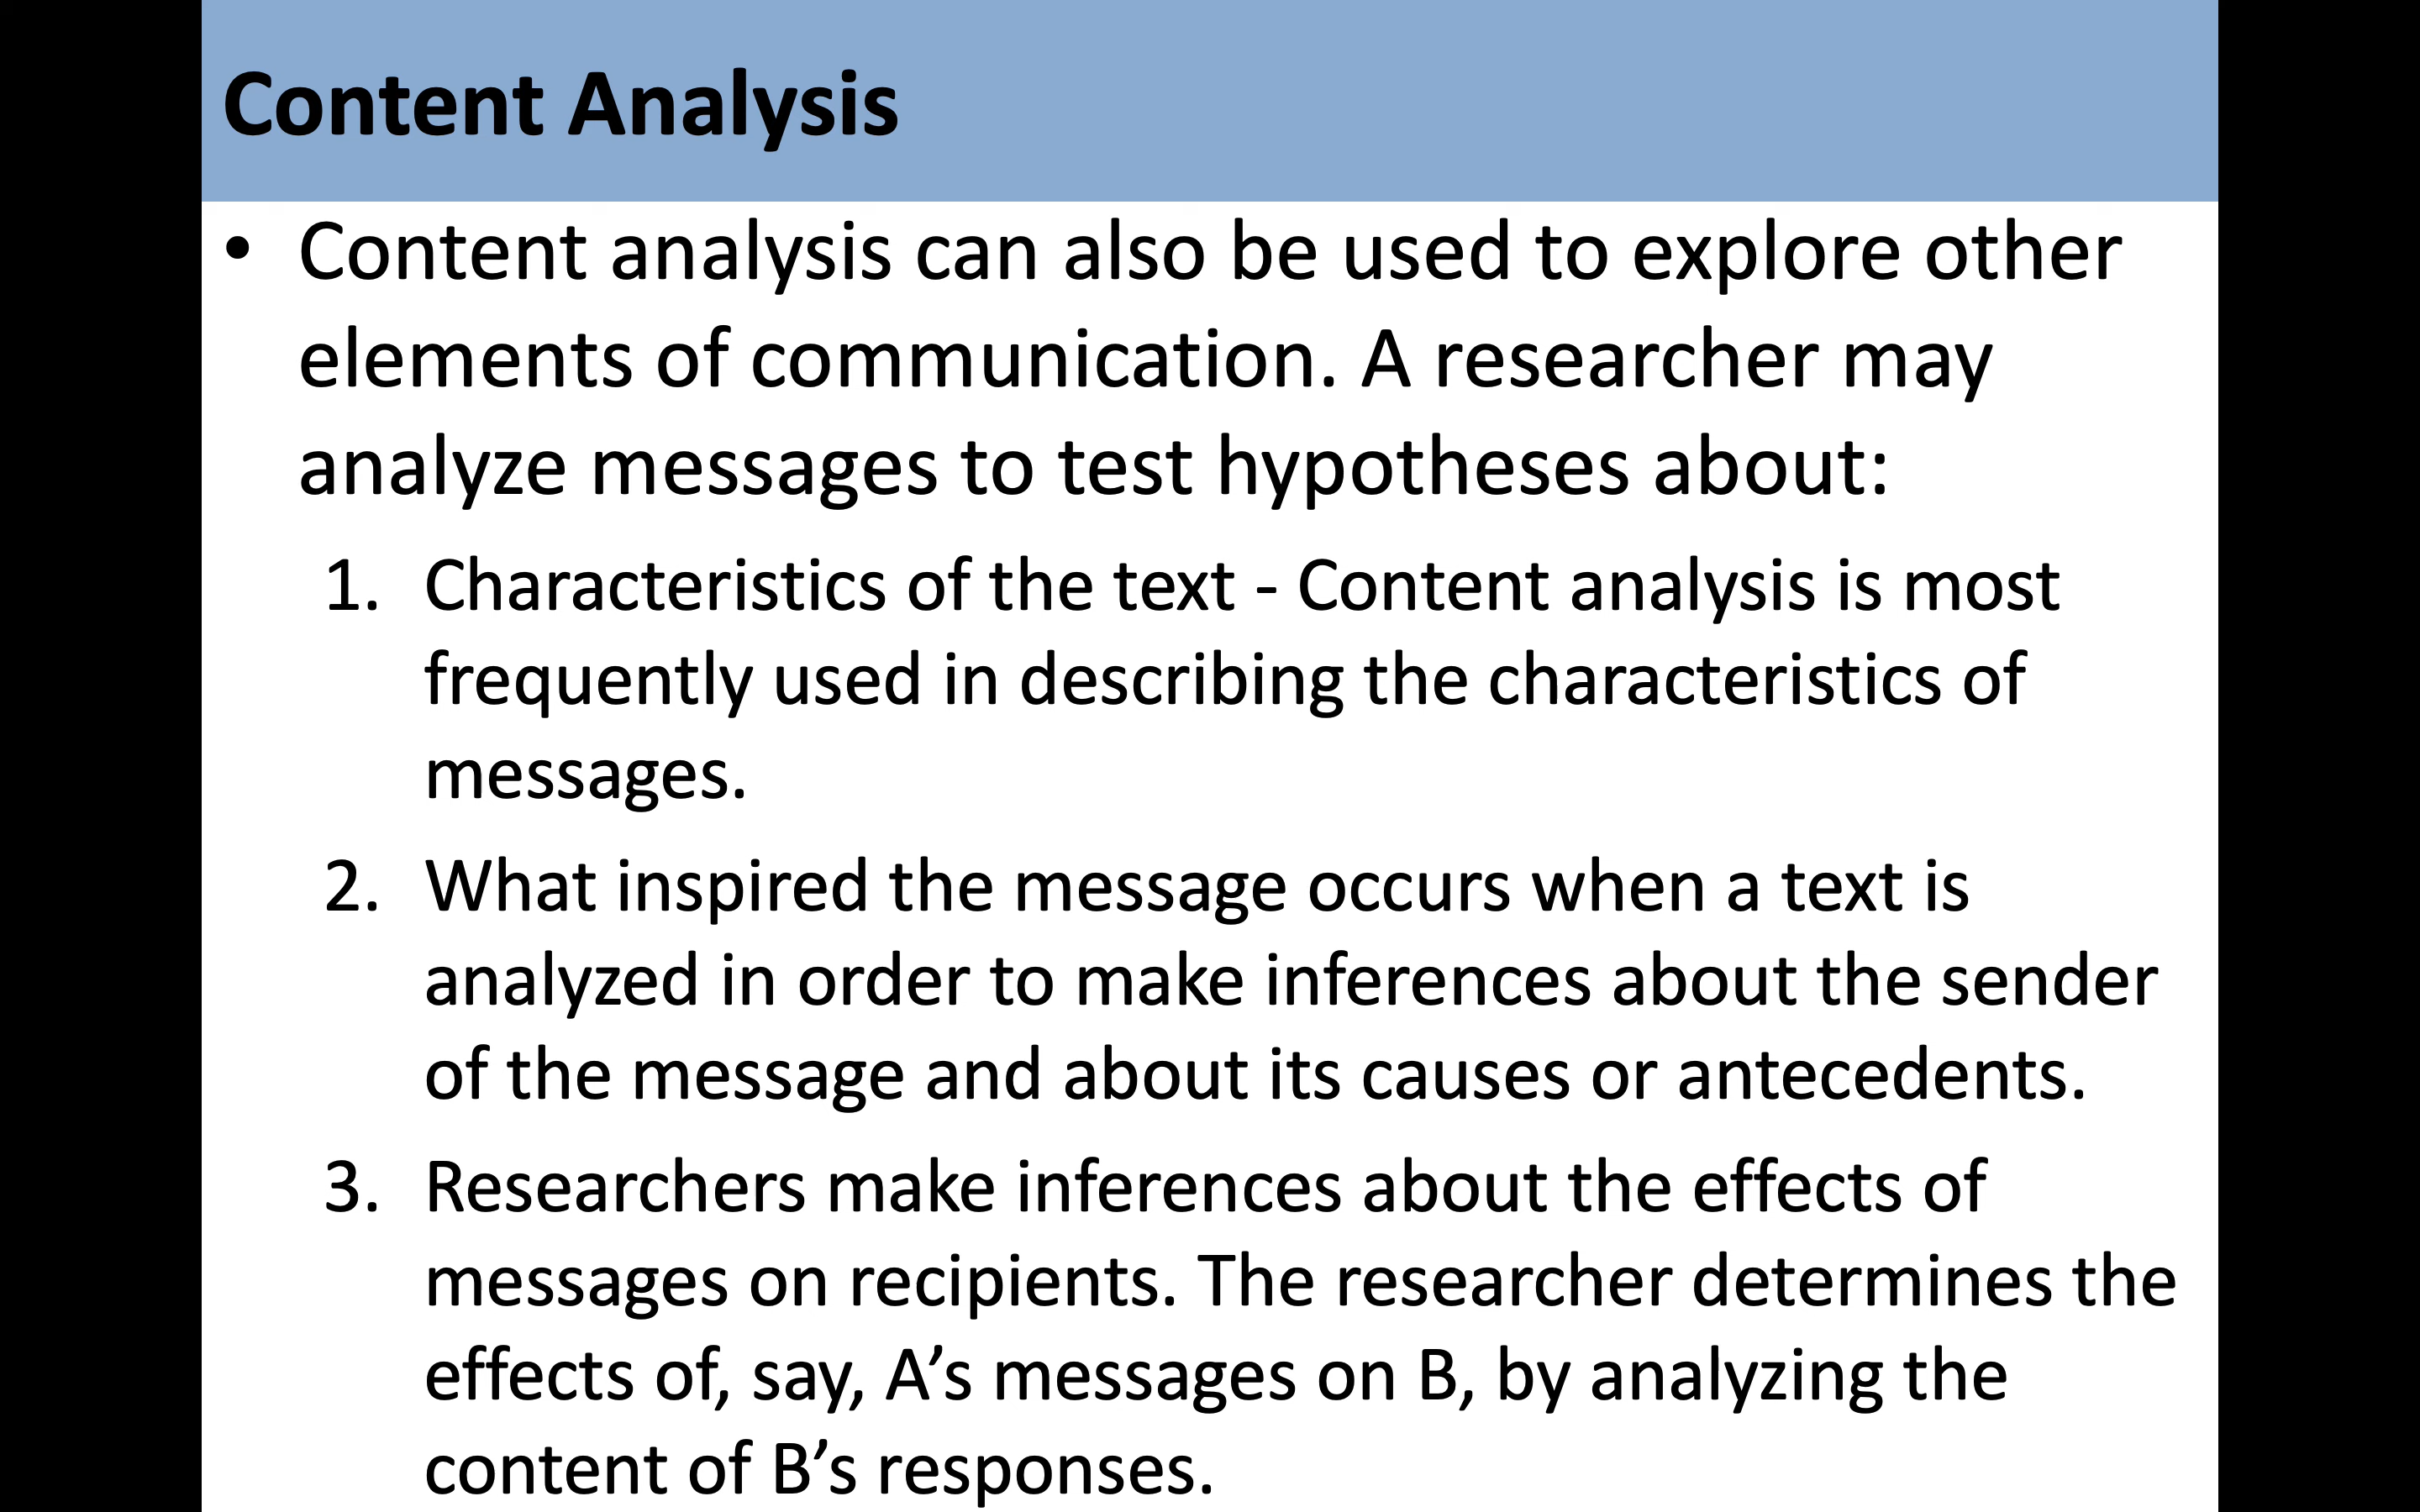 Content Analysis
• Content analysis can also be used to explore other
elements of communication. A researcher may
analyze messages to test hypotheses about:
1. Characteristics of the text - Content analysis is most
frequently used in describing the characteristics of
messages.
2. What inspired the message occurs when a text is
analyzed in order to make inferences about the sender
of the message and about its causes or antecedents.
3. Researchers make inferences about the effects of
messages on recipients. The researcher determines the
effects of, say, A’s messages on B, by analyzing the
content of B’s responses.